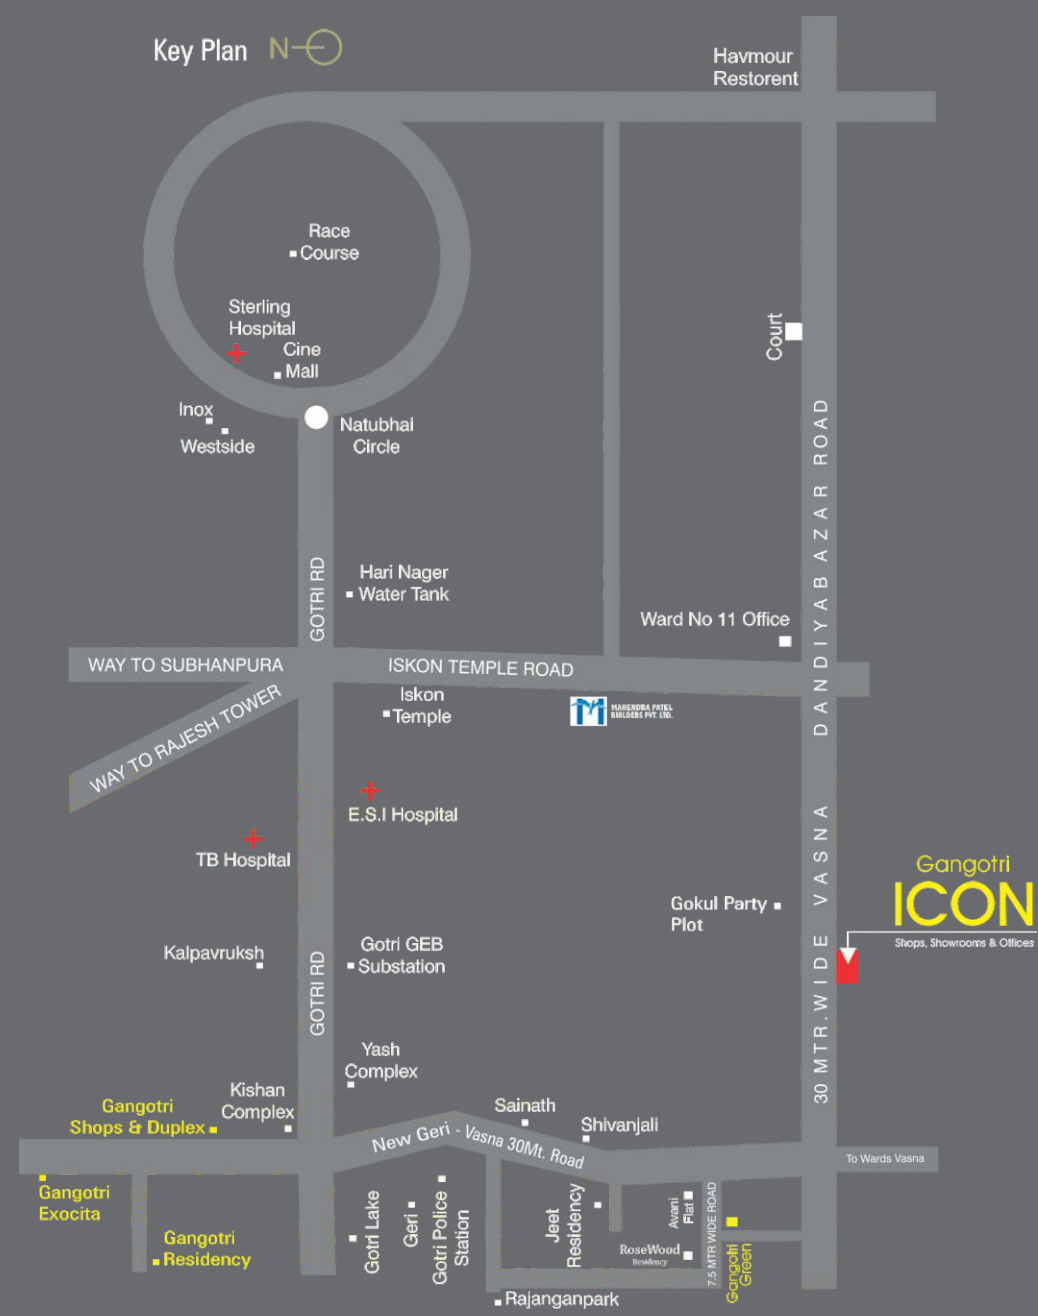 Key Plan N
Havmour
Restorent
Race
Course
Sterling
Hospital
Cine
Mall
Court
Inox
Westside
Natubhai
Circle
GOTRI RD
Hari Nager
Water Tank
Ward No 11 Office
30 MTR.WIDE VASNA DANDIYABAZAR ROAD
WAY TO SUBHANPURA
ISKON TEMPLE ROAD
WAY TO RAJESH TOWER
Iskon
Temple
MAHENDRA PATEL
BUILDERS PVT. LTD.
E.S.I Hospital
TB Hospital
Gangotri
ICON
Shops, Showrooms & Offices
Gokul Party
Plot
Kalpavruksh
GOTRI RD
Gotri GEB
Substation
Yash
Complex
Kishan
Complex
Gangotri
Shops & Duplex
Sainath
Shivanjali
New Geri - Vasna 30Mt. Road
To Wards Vasna
Gangotri
Exocita
Gangotri
Residency
Gotri Lake
Geri
Gotri Police
Station
Jeet
Residency
Avani
Flat
RoseWood
Residency
7.5 MTR WIDE ROAD
Gangotri
Green
Rajanganpark